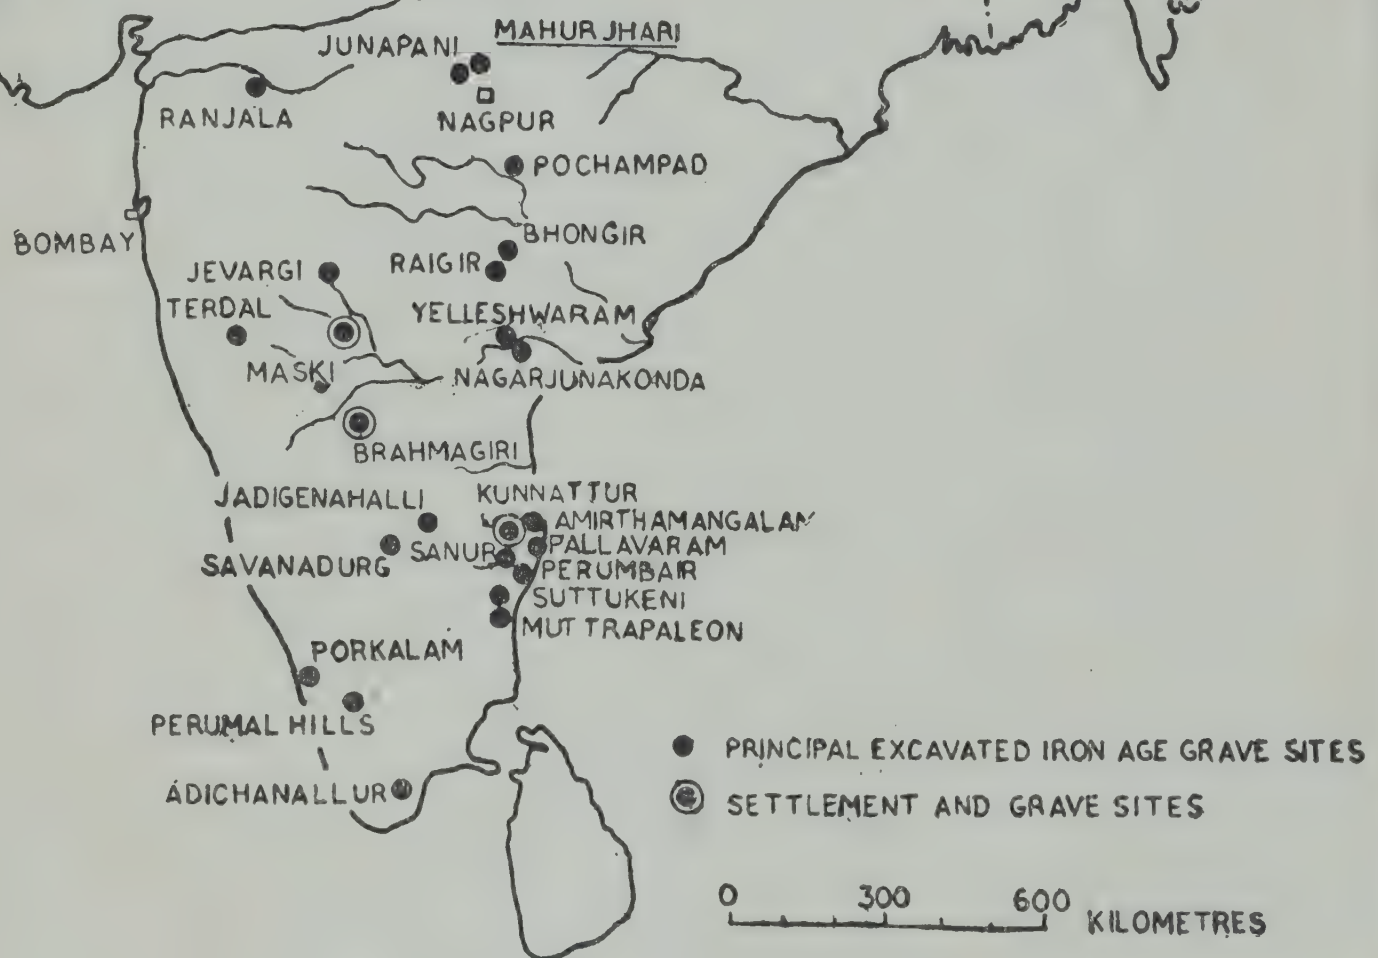 MAHURJHARI
JUNAPANI
RANJALA
NAGPUR
POCHAMPAD
BOMBAY
BHONGIR
JEVARGI
RAIGIR
TERDAL
YELLESHWARAM
MASKI
NAGARJUNAKONDA
BRAHMAGIRI
JADIGENAHALLI
KUNNATTUR
AMIRTHAMANGALAM
SAVANADURG
SANUR
PALLAVARAM
PERUMBAIR
SUTTUKENI
MUTTRAPALEON
PORKALAM
PERUMAL HILLS
ADICHANALLUR
PRINCIPAL EXCAVATED IRON AGE GRAVE SITES
SETTLEMENT AND GRAVE SITES
0 300 600 KILOMETRES